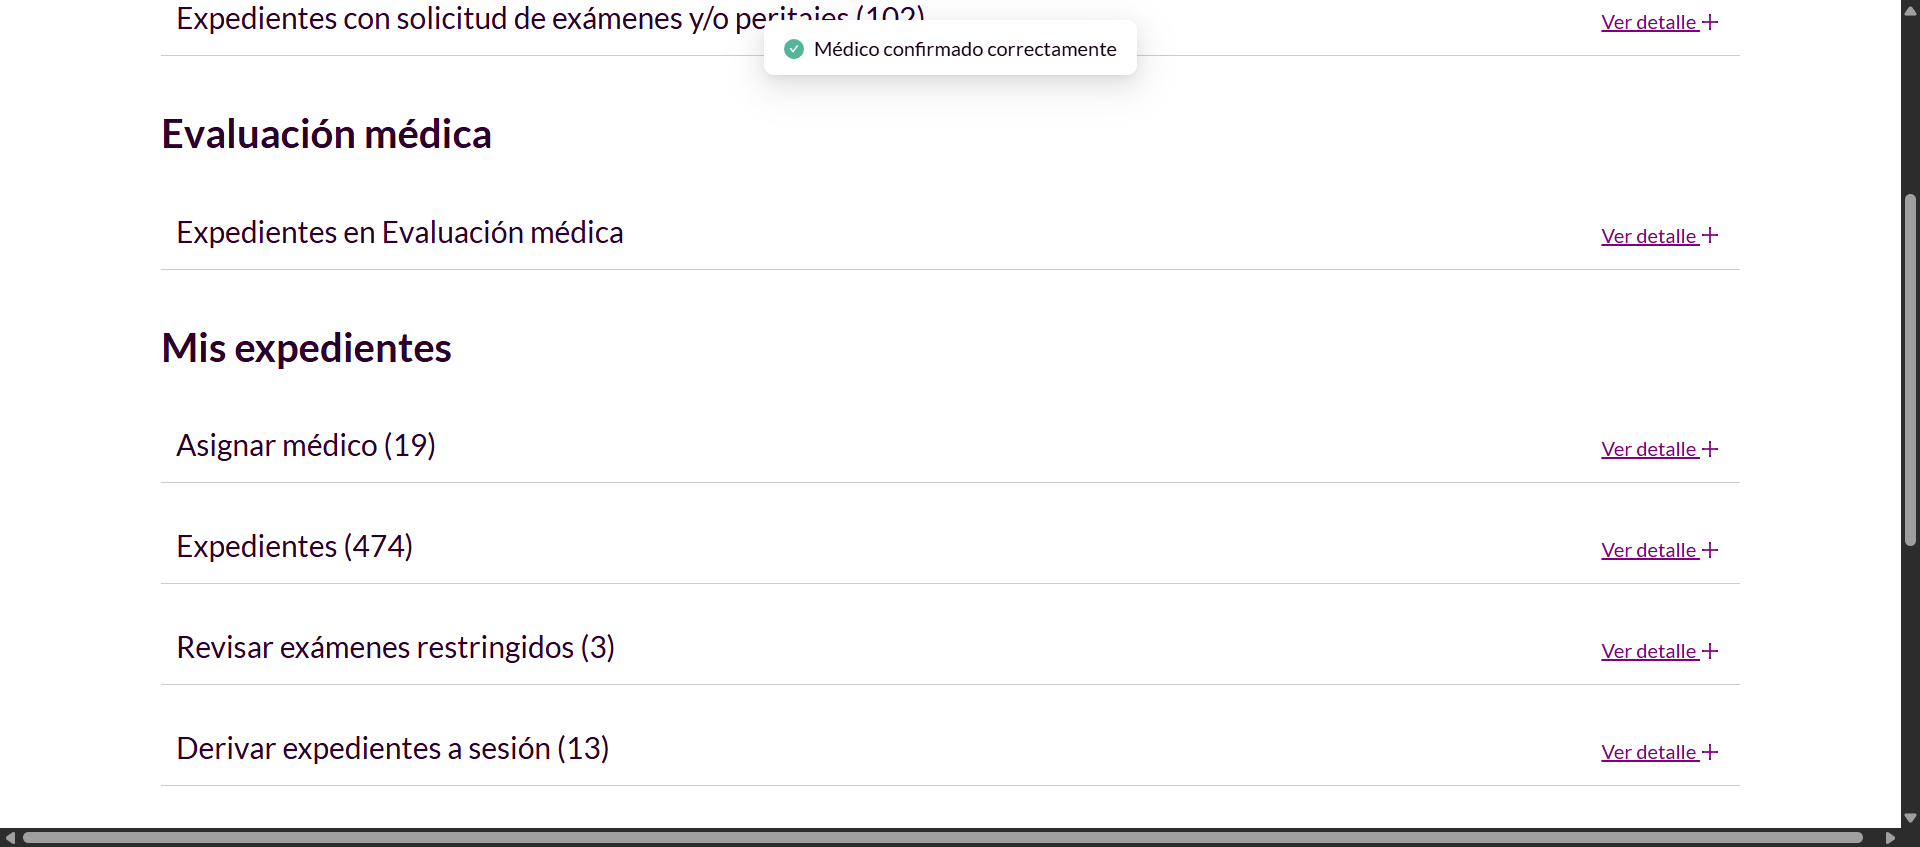 Expedientes con solicitud de exámenes y/o peritajes (102)
Ver detalle
Médico confirmado correctamente
Evaluación médica
Expedientes en Evaluación médica
Ver detalle
Mis expedientes
Asignar médico (19)
Ver detalle
Expedientes (474)
Ver detalle
Revisar exámenes restringidos (3)
Ver detalle
Derivar expedientes a sesión (13)
Ver detalle